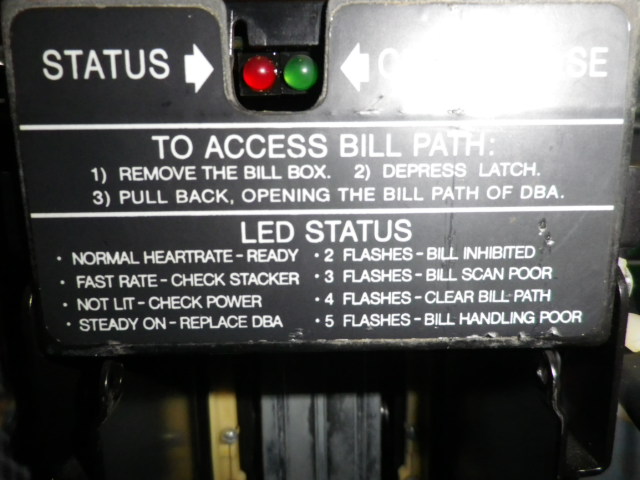 STATUS
TO ACCESS BILL PATH:
1) REMOVE THE BILL BOX. 2) DEPRESS LATCH.
3) PULL BACK, OPENING THE BILL PATH OF DBA.
LED STATUS
• NORMAL HEARTRATE - READY • 2 FLASHES - BILL INHIBITED
• FAST RATE - CHECK STACKER • 3 FLASHES - BILL SCAN POOR
• NOT LIT - CHECK POWER • 4 FLASHES - CLEAR BILL PATH
• STEADY ON - REPLACE DBA • 5 FLASHES - BILL HANDLING POOR